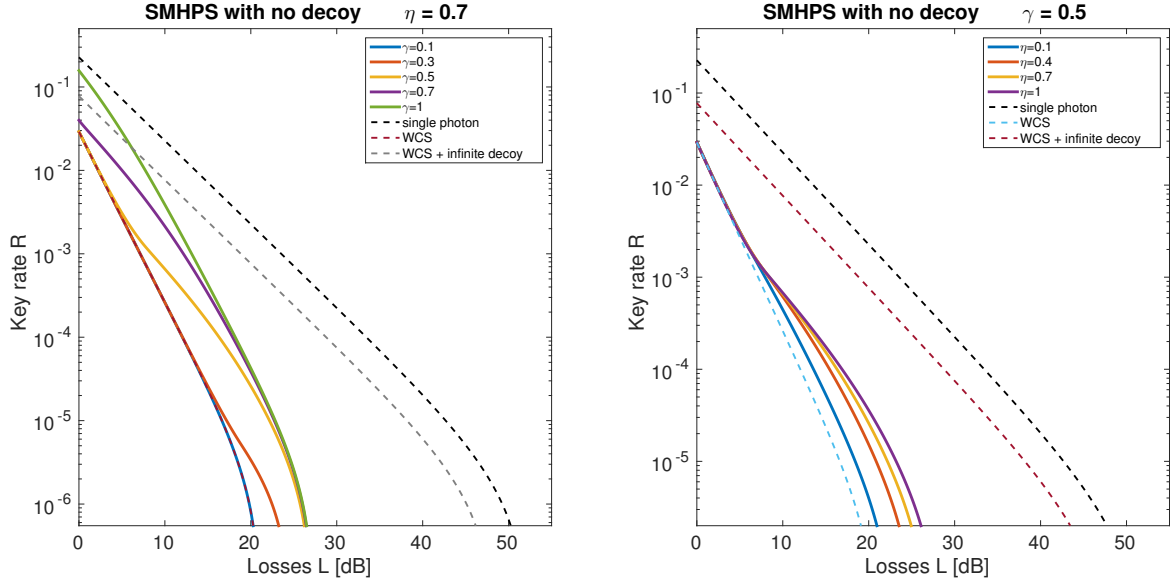 SMHPS with no decoy η = 0.7
γ=0.1
γ=0.3
γ=0.5
γ=0.7
γ=1
single photon
WCS
WCS + infinite decoy
Key rate R
10^-1
10^-2
10^-3
10^-4
10^-5
10^-6
0 10 20 30 40 50
Losses L [dB]
SMHPS with no decoy γ = 0.5
η=0.1
η=0.4
η=0.7
η=1
single photon
WCS
WCS + infinite decoy
Key rate R
10^-1
10^-2
10^-3
10^-4
10^-5
0 10 20 30 40 50
Losses L [dB]